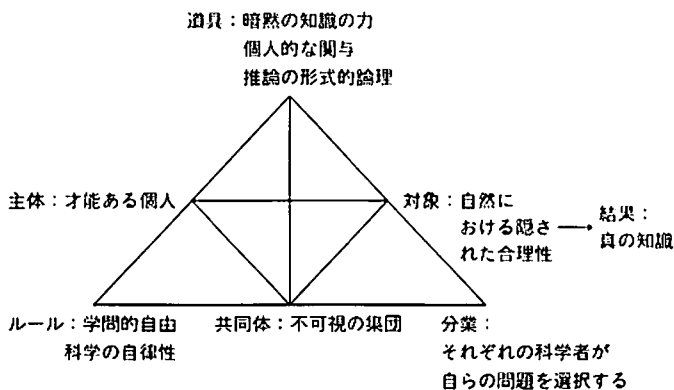 道具：暗黙の知識の力
個人的な関与
推論の形式的論理
主体：才能ある個人
対象：自然に
おける隠さ
れた合理性
結果：
真の知識
ルール：学問的自由
科学の自律性
共同体：不可視の集団
分業：
それぞれの科学者が
自らの問題を選択する